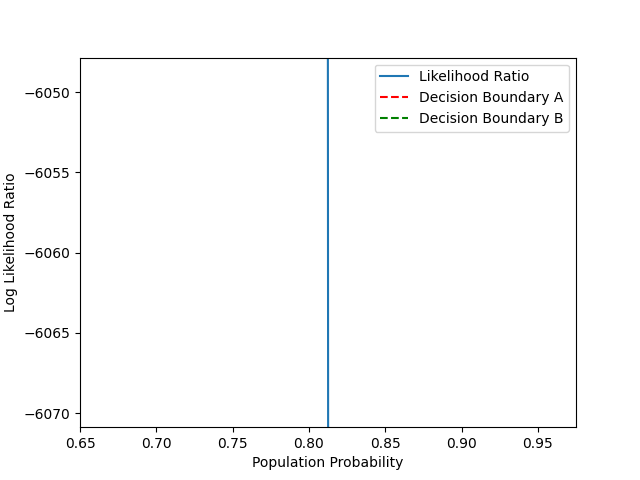 Likelihood Ratio
Decision Boundary A
Decision Boundary B
Log Likelihood Ratio
−6050
−6055
−6060
−6065
−6070
0.65 0.70 0.75 0.80 0.85 0.90 0.95
Population Probability